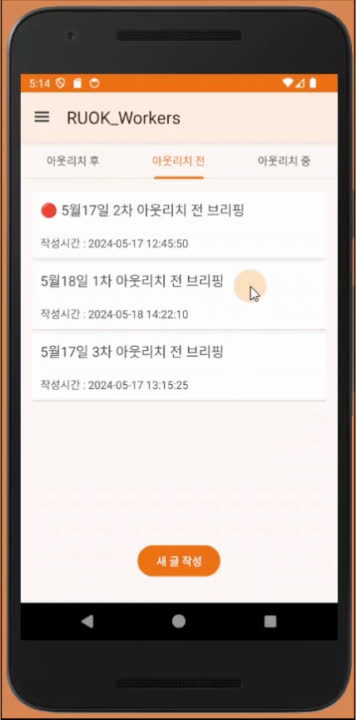 5:14
RUOK_Workers
아웃리치 후 아웃리치 전 아웃리치 중
🔴 5월17일 2차 아웃리치 전 브리핑
작성시간 : 2024-05-17 12:45:50
5월18일 1차 아웃리치 전 브리핑
작성시간 : 2024-05-18 14:22:10
5월17일 3차 아웃리치 전 브리핑
작성시간 : 2024-05-17 13:15:25
새 글 작성